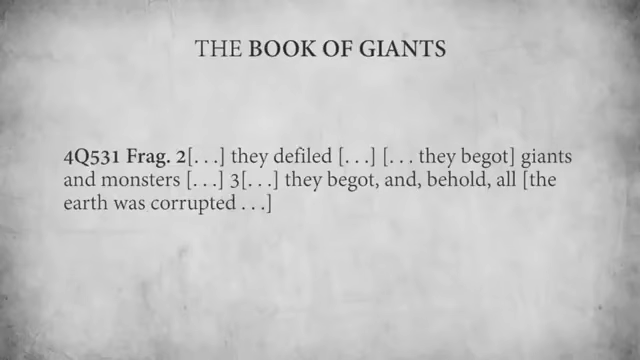 THE BOOK OF GIANTS
4Q531 Frag. 2[. . .] they defiled [. . .] [. . . they begot] giants
and monsters [. . .] 3[. . .] they begot, and, behold, all [the
earth was corrupted . . .]